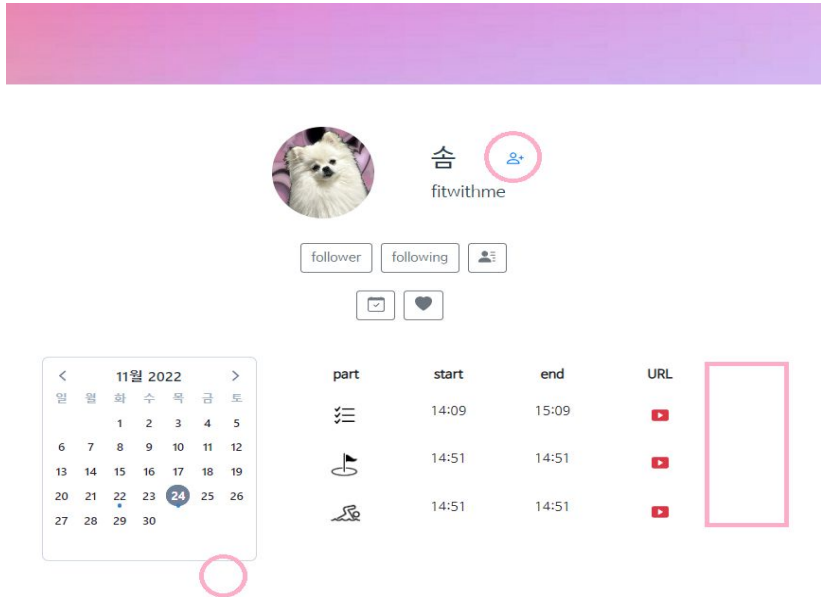 솜
fitwithme
follower following
11월 2022
일 월 화 수 목 금 토
1 2 3 4 5
6 7 8 9 10 11 12
13 14 15 16 17 18 19
20 21 22 23 24 25 26
27 28 29 30
part start end URL
14:09 15:09
14:51 14:51
14:51 14:51